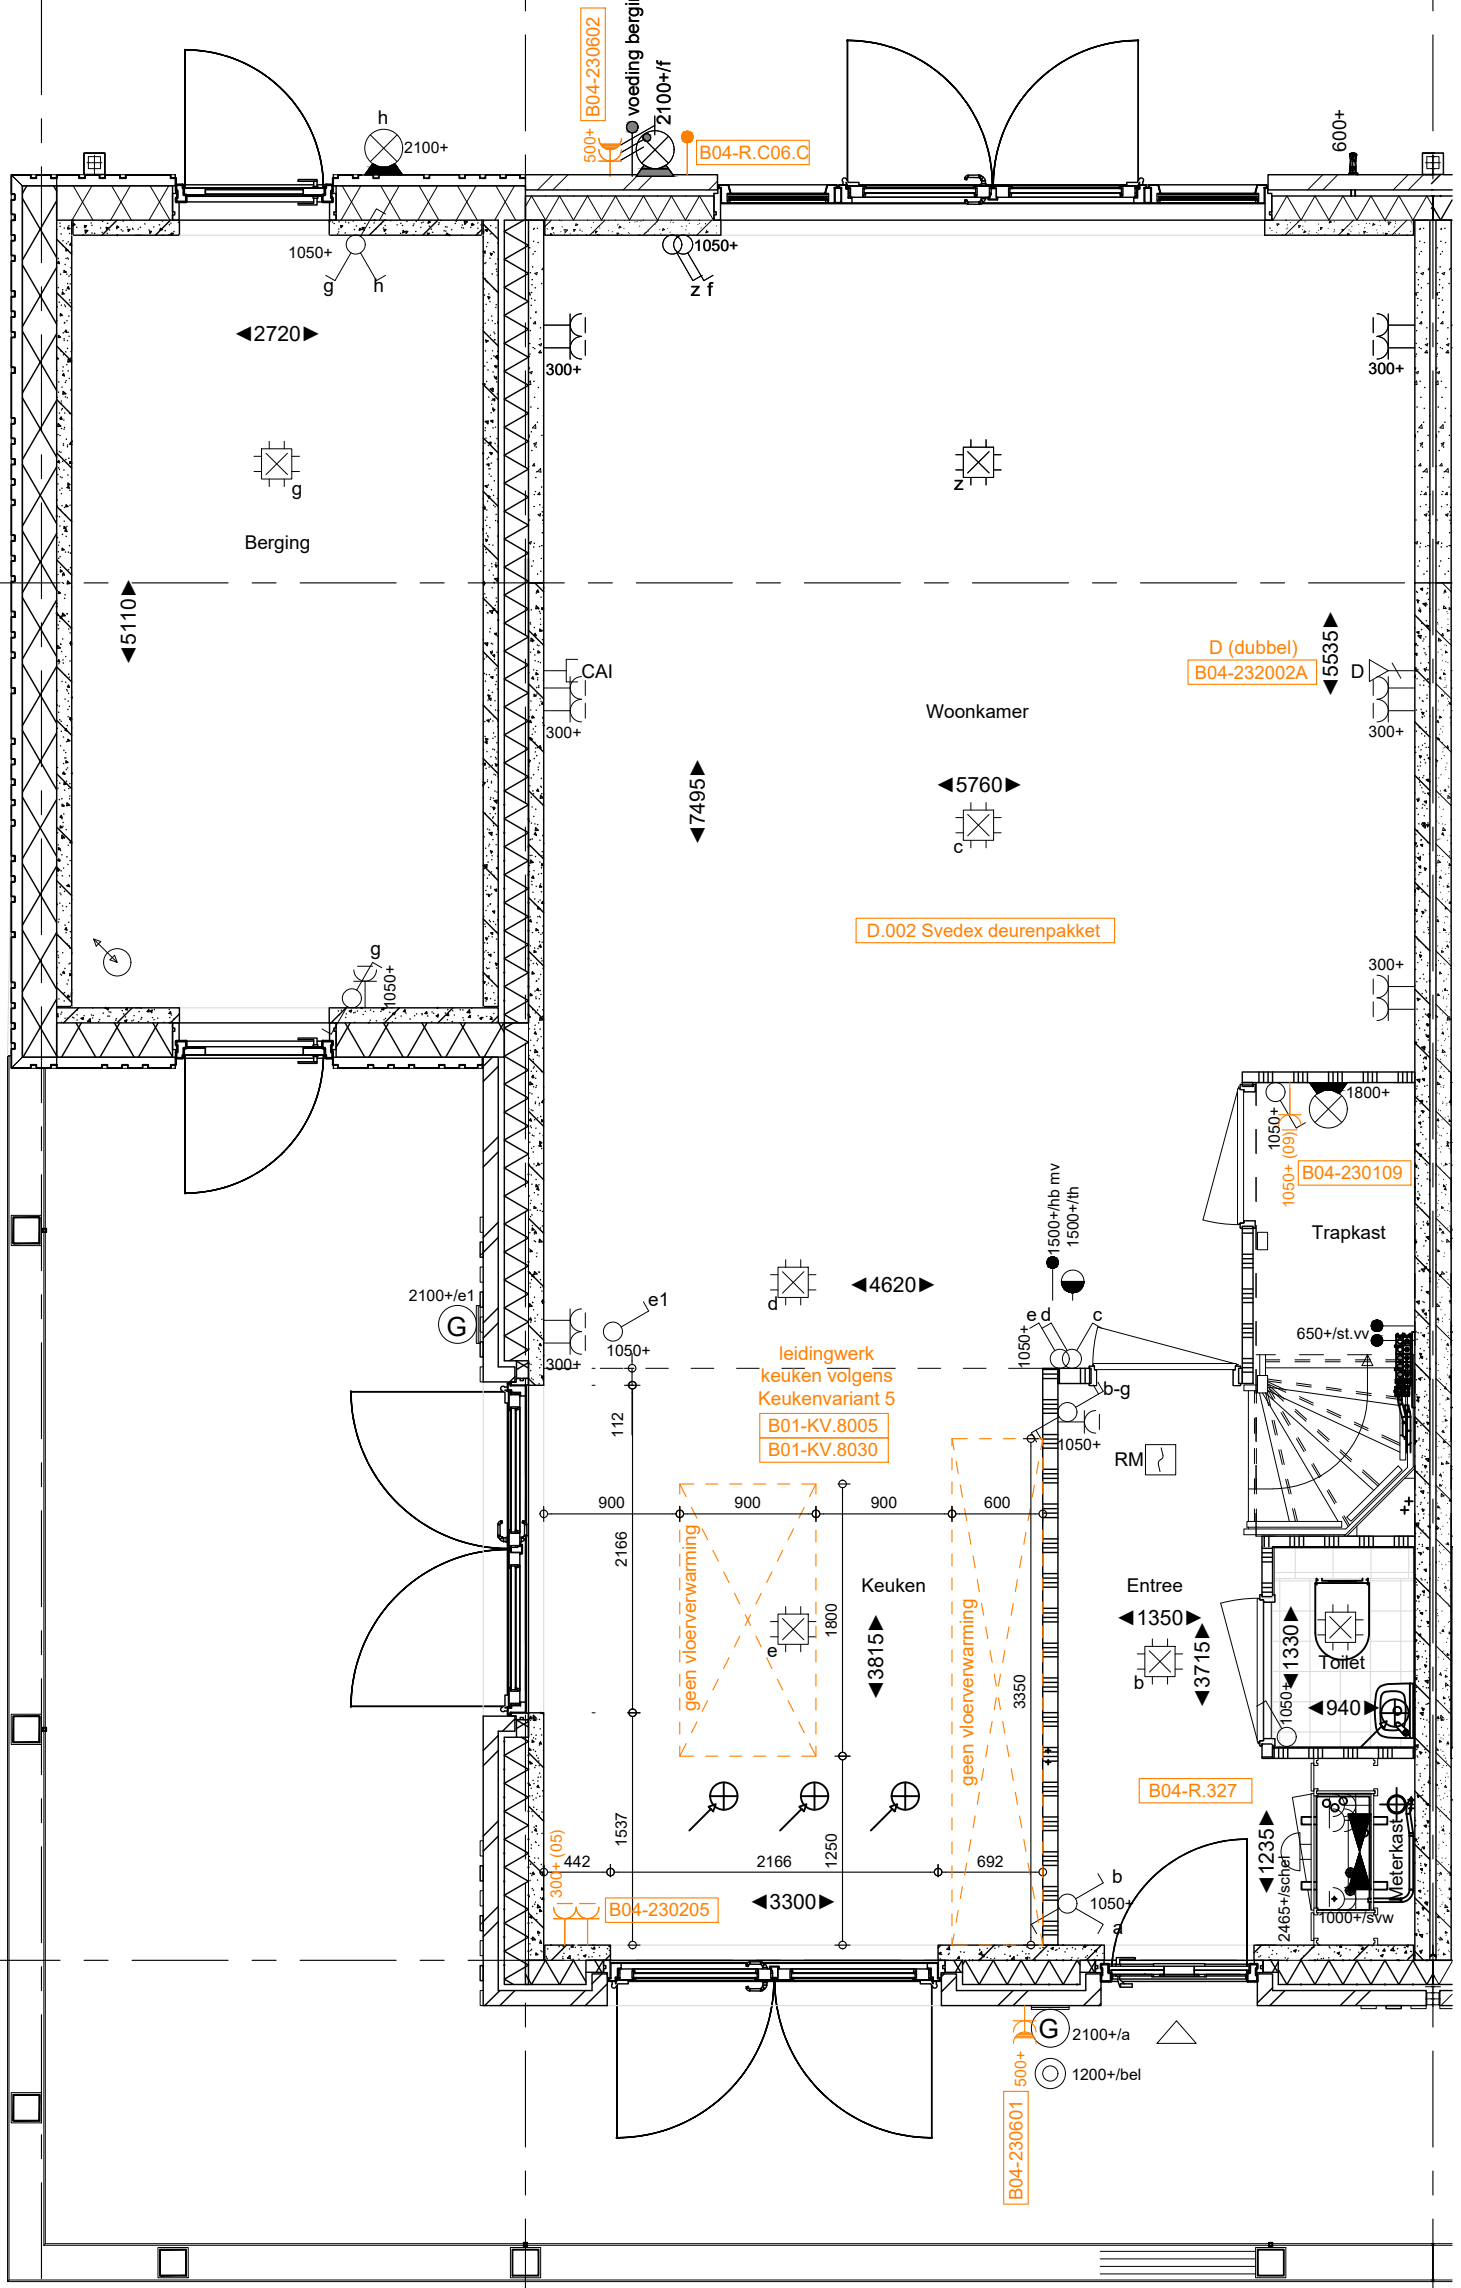 B04-230602
500+
voeding bergi
2100+/f
B04-R.C06.C
600+
h
2100+
1050+
g
h
1050+
z f
2720
300+
300+
g
z
Berging
5110
CAI
300+
D (dubbel)
B04-232002A
5535
D
300+
Woonkamer
7495
5760
c
D.002 Svedex deurenpakket
g
1050+
300+
1800+
1050+
1050+ (09)
B04-230109
Trapkast
1500+/hb mv
1500+/th
2100+/e1
G
e1
1050+
300+
d
4620
e d
c
1050+
650+/st.vv
leidingwerk
keuken volgens
Keukenvariant 5
B01-KV.8005
B01-KV.8030
b-g
1050+
RM
112
900
900
900
600
2166
geen vloerverwarming
1800
Keuken
e
3815
geen vloerverwarming
3350
Entree
1350
3715
b
1330
Toilet
1050+
940
B04-R.327
1537
1250
300+ (05)
442
2166
692
B04-230205
3300
b
1050+
a
1235
2465+/schel
Meterkast
1000+/svw
500+
G
2100+/a
1200+/bel
B04-230601